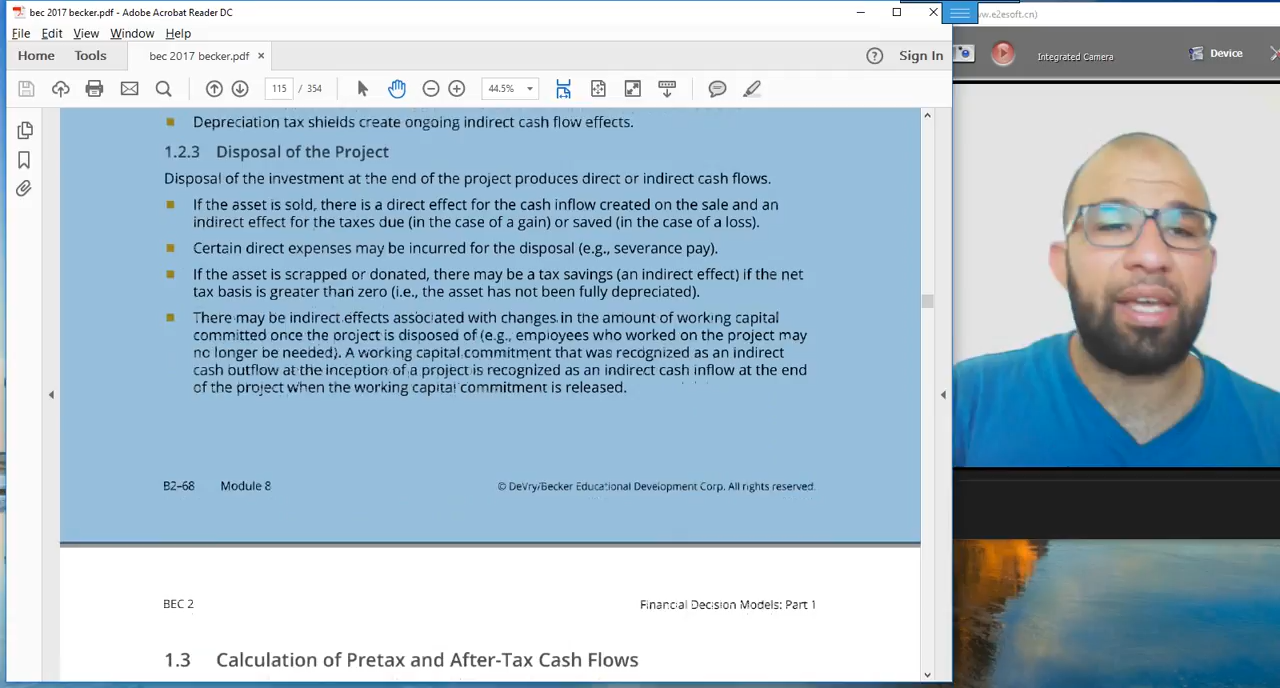 bec 2017 becker.pdf - Adobe Acrobat Reader DC
File Edit View Window Help
Home Tools bec 2017 becker.pdf × Sign In
115 / 354 44.5%
Depreciation tax shields create ongoing indirect cash flow effects.
1.2.3 Disposal of the Project
Disposal of the investment at the end of the project produces direct or indirect cash flows.
If the asset is sold, there is a direct effect for the cash inflow created on the sale and an
indirect effect for the taxes due (in the case of a gain) or saved (in the case of a loss).
Certain direct expenses may be incurred for the disposal (e.g., severance pay).
If the asset is scrapped or donated, there may be a tax savings (an indirect effect) if the net
tax basis is greater than zero (i.e., the asset has not been fully depreciated).
There may be indirect effects associated with changes in the amount of working capital
committed once the project is disposed of (e.g., employees who worked on the project may
no longer be needed). A working capital commitment that was recognized as an indirect
cash outflow at the inception of a project is recognized as an indirect cash inflow at the end
of the project when the working capital commitment is released.
B2-68 Module 8 © DeVry/Becker Educational Development Corp. All rights reserved.
BEC 2 Financial Decision Models: Part 1
1.3 Calculation of Pretax and After-Tax Cash Flows
w.e2esoft.cn)
Integrated Camera Device